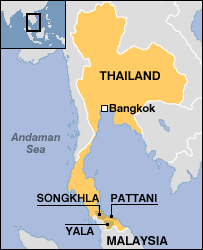 THAILAND
Bangkok
Andaman
Sea
SONGKHLA
PATTANI
YALA
MALAYSIA